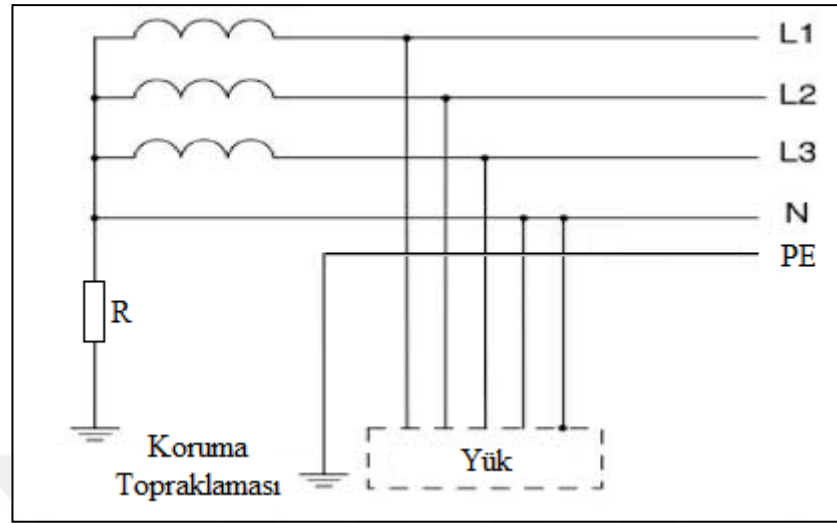 L1
L2
L3
N
PE
R
Koruma
Topraklaması
Yük